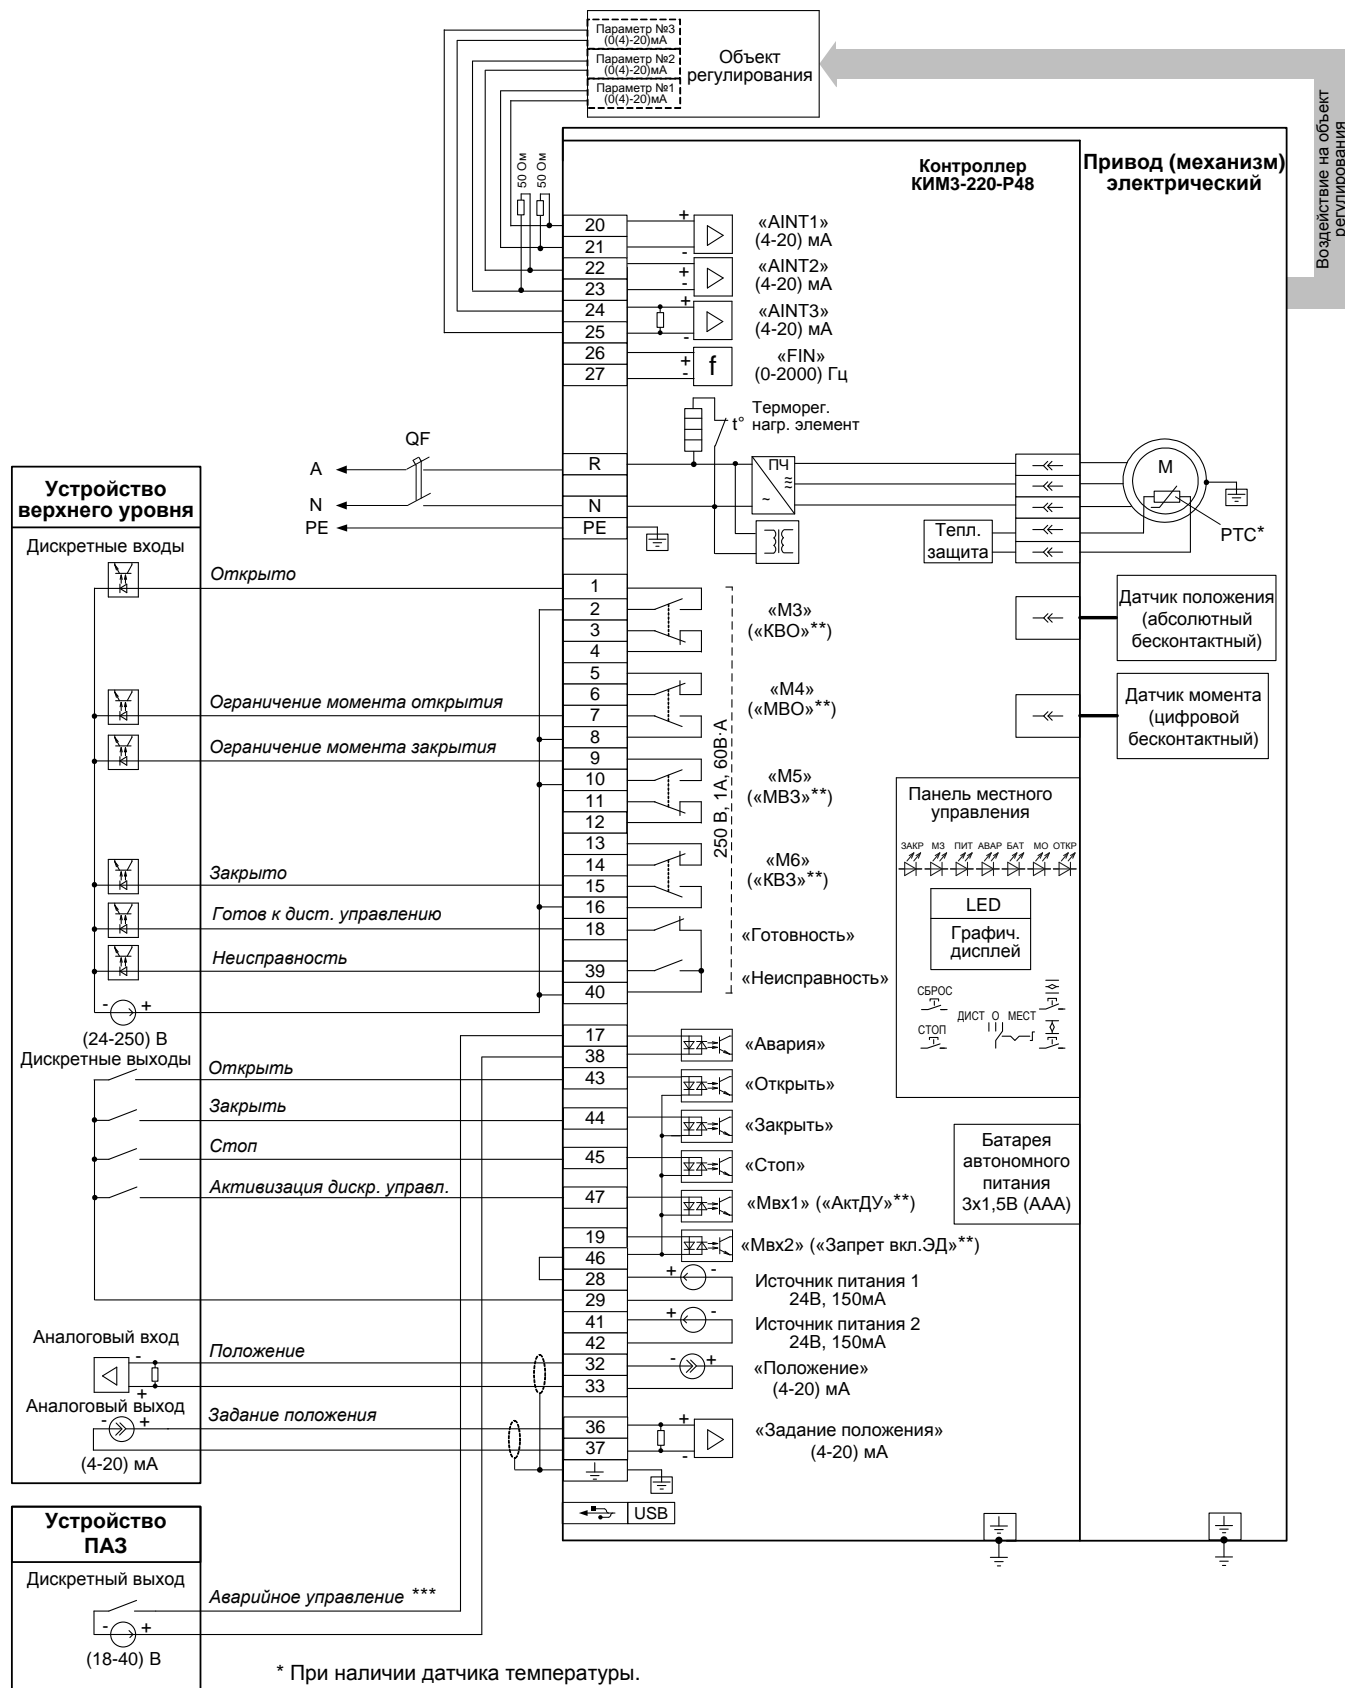 Параметр №3
(0(4)-20)мА
Параметр №2
(0(4)-20)мА
Параметр №1
(0(4)-20)мА
Объект
регулирования
Воздействие на объект
регулирования
Контроллер
КИМ3-220-Р48
Привод (механизм)
электрический
50 Ом
50 Ом
20
21
22
23
24
25
26
27
+
-
+
-
+
-
+
-
f
«AINT1»
(4-20) мА
«AINT2»
(4-20) мА
«AINT3»
(4-20) мА
«FIN»
(0-2000) Гц
t°
Терморег.
нагр. элемент
QF
A
N
PE
R
N
PE
ПЧ
≈
~
Тепл.
защита
M
PTC*
Устройство
верхнего уровня
Дискретные входы
Открыто
Ограничение момента открытия
Ограничение момента закрытия
Закрыто
Готов к дист. управлению
Неисправность
- +
(24-250) В
1
2
3
4
5
6
7
8
9
10
11
12
13
14
15
16
18
39
40
250 В, 1А, 60В·А
«М3»
(«КВО»**)
«М4»
(«МВО»**)
«М5»
(«МВЗ»**)
«М6»
(«КВЗ»**)
«Готовность»
«Неисправность»
Датчик положения
(абсолютный
бесконтактный)
Датчик момента
(цифровой
бесконтактный)
Панель местного
управления
ЗАКР МЗ ПИТ АВАР БАТ МО ОТКР
LED
Графич.
дисплей
СБРОС
СТОП
ДИСТ О МЕСТ
Батарея
автономного
питания
3х1,5В (ААА)
Дискретные выходы
Открыть
Закрыть
Стоп
Активизация дискр. управл.
17
38
43
44
45
47
19
46
28
29
41
42
32
33
36
37
«Авария»
«Открыть»
«Закрыть»
«Стоп»
«Мвх1» («АктДУ»**)
«Мвх2» («Запрет вкл.ЭД»**)
+ -
Источник питания 1
24В, 150мА
+ -
Источник питания 2
24В, 150мА
- +
«Положение»
(4-20) мА
+
-
«Задание положения»
(4-20) мА
Аналоговый вход
-
+
Положение
Аналоговый выход
- +
Задание положения
(4-20) мА
USB
Устройство
ПАЗ
Дискретный выход
Аварийное управление ***
- +
(18-40) В
* При наличии датчика температуры.